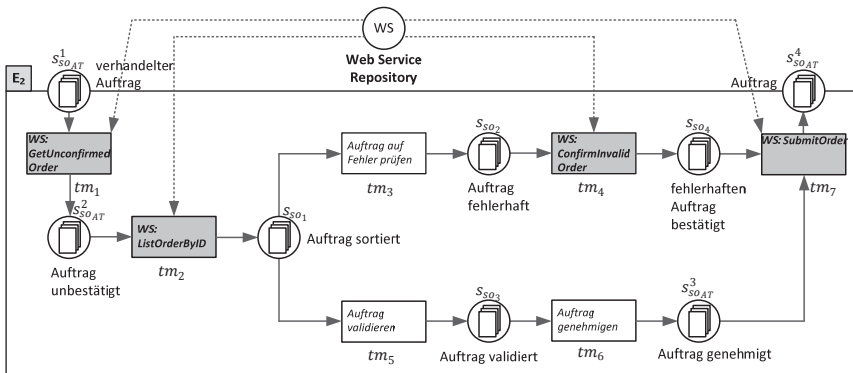 WS
Web Service
Repository
E₂
s¹so_AT
verhandelter
Auftrag
s⁴so_AT
Auftrag
WS:
GetUnconfirmed
Order
tm₁
s²so_AT
Auftrag
unbestätigt
WS:
ListOrderByID
tm₂
sso₁
Auftrag sortiert
Auftrag auf
Fehler prüfen
tm₃
sso₂
Auftrag
fehlerhaft
WS:
ConfirmInvalid
Order
tm₄
sso₄
fehlerhaften
Auftrag
bestätigt
WS: SubmitOrder
tm₇
Auftrag
validieren
tm₅
sso₃
Auftrag validiert
Auftrag
genehmigen
tm₆
s³so_AT
Auftrag genehmigt